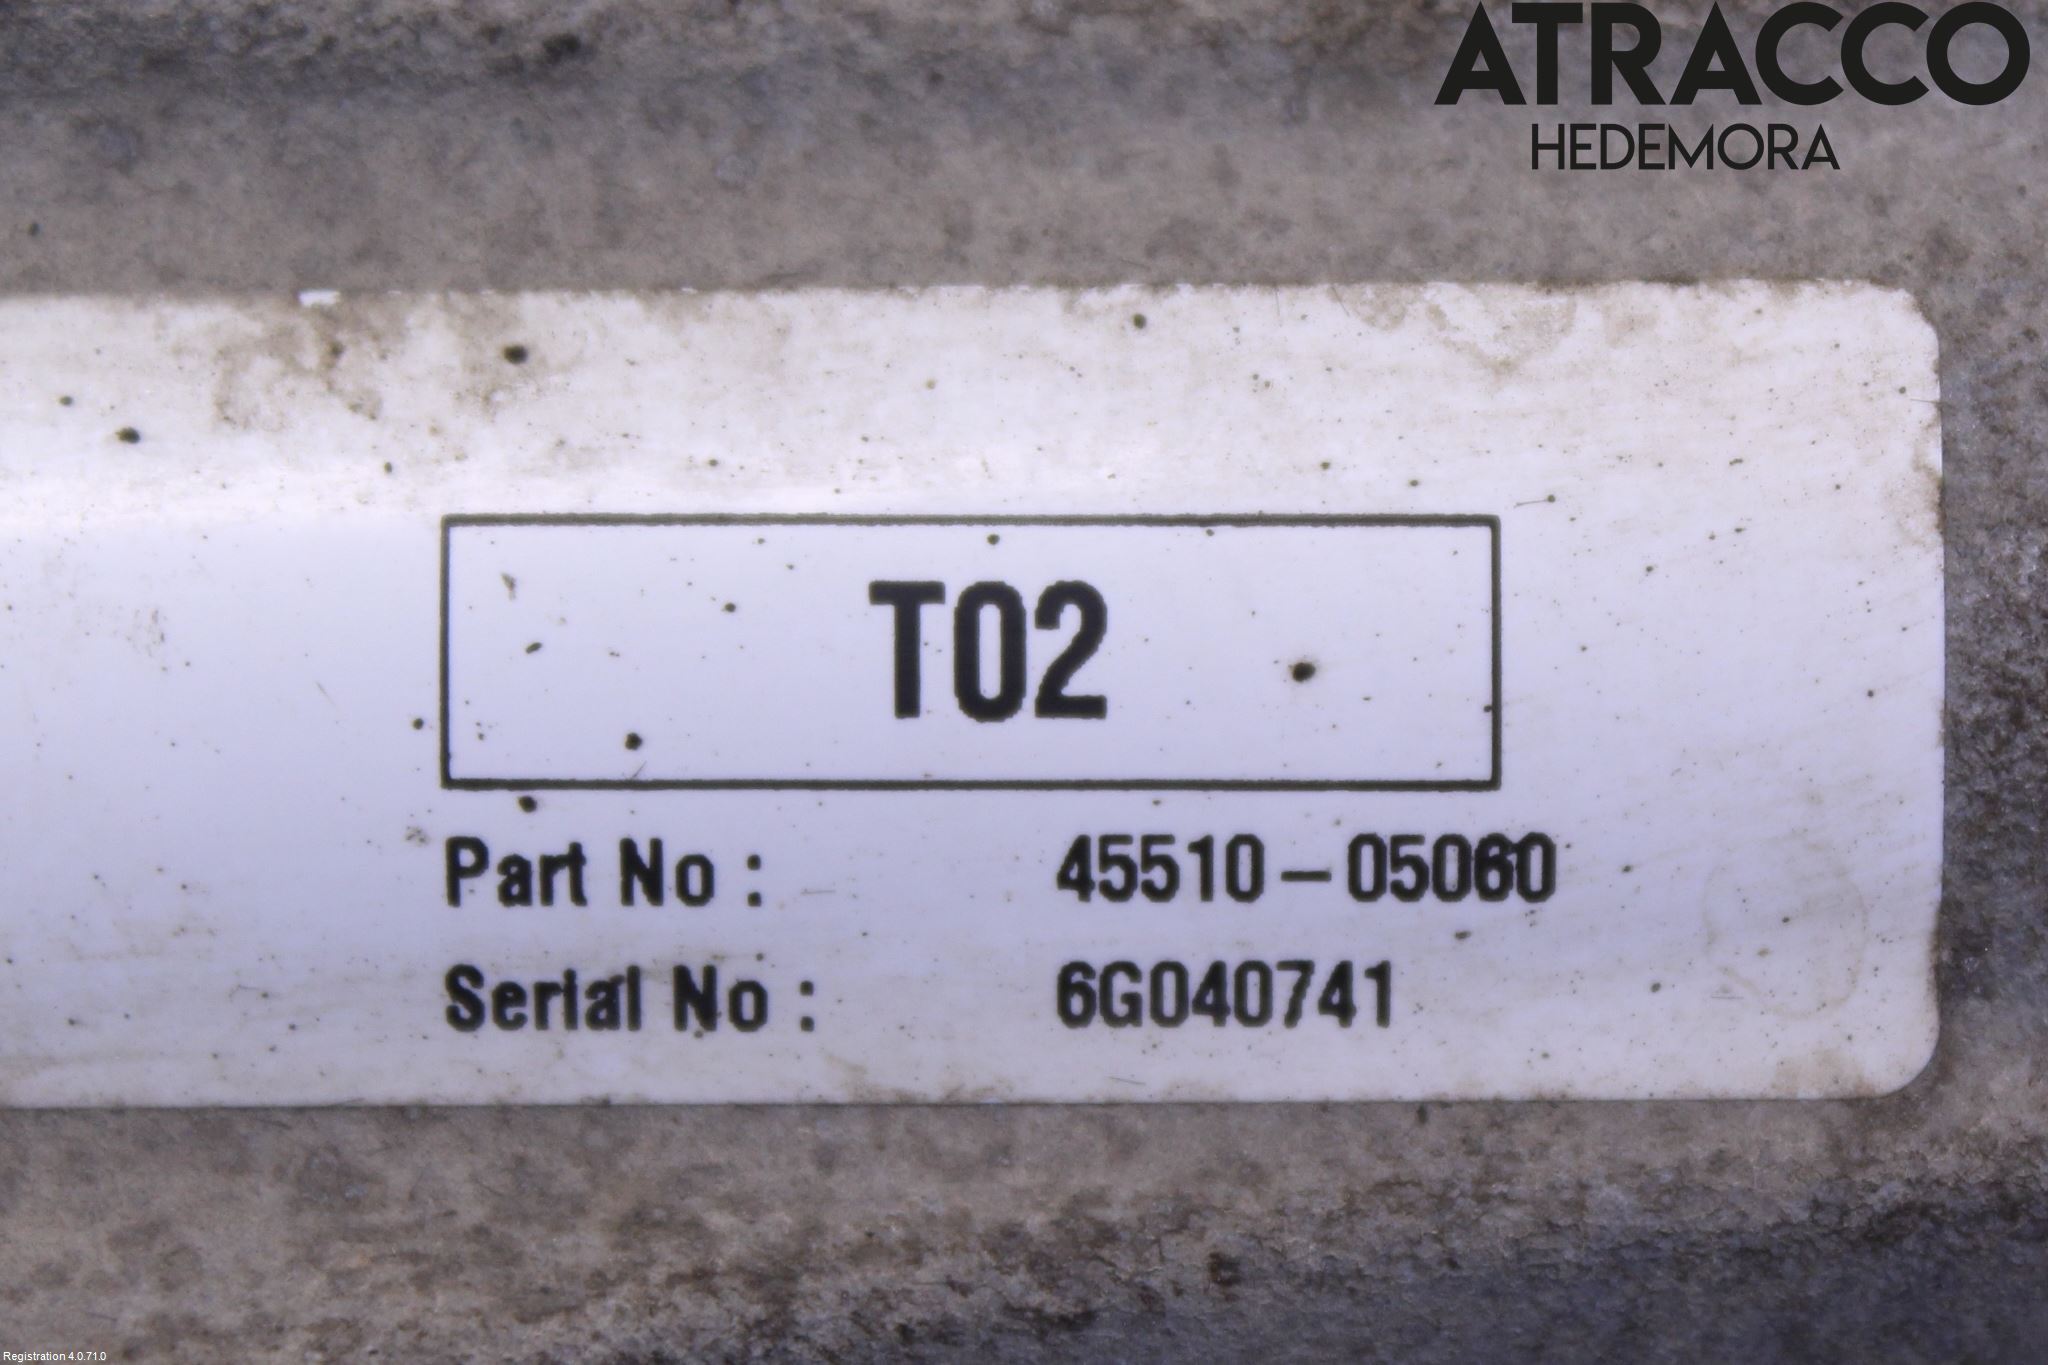 ATRACCO
HEDEMORA
T02
Part No : 45510-05060
Serial No : 6G040741
Registration 4.0.71.0